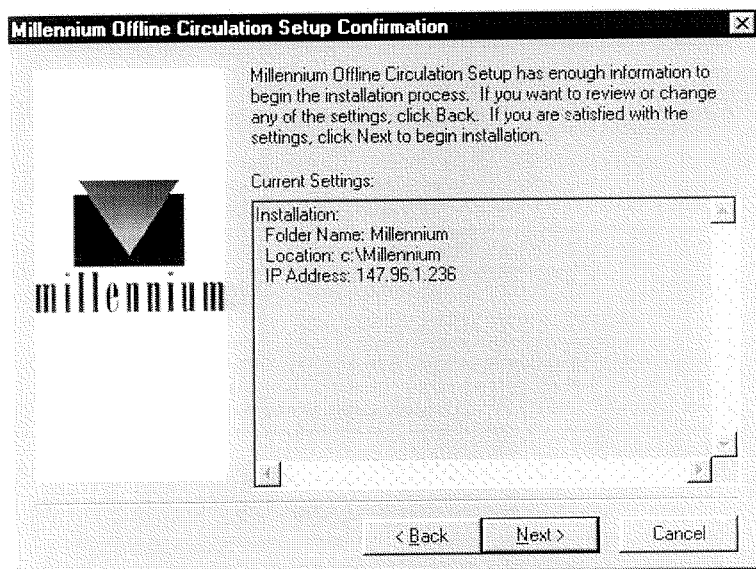 Millennium Offline Circulation Setup Confirmation
Millennium Offline Circulation Setup has enough information to
begin the installation process. If you want to review or change
any of the settings, click Back. If you are satisfied with the
settings, click Next to begin installation.
Current Settings:
Installation:
Folder Name: Millennium
Location: c:\Millennium
IP Address: 147.96.1.236
millennium
< Back
Next >
Cancel